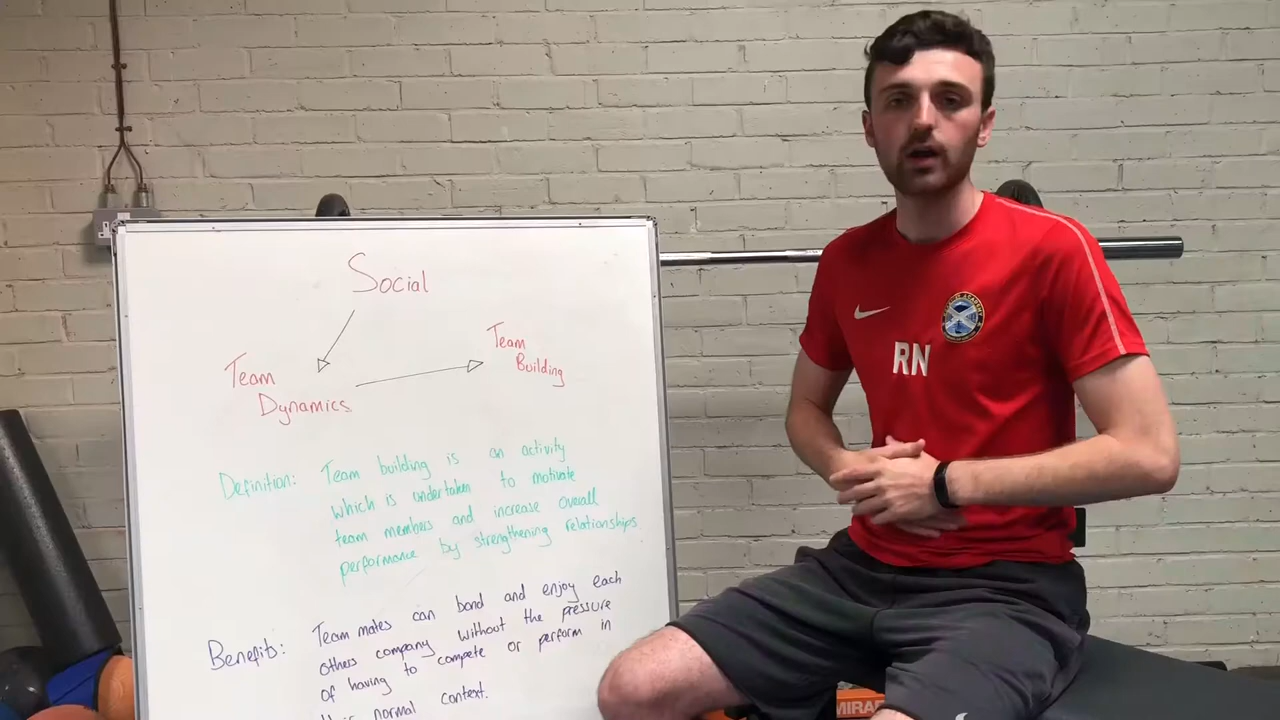 Social
Team
Dynamics
Team
Building
Definition: Team building is an activity
which is undertaken to motivate
team members and increase overall
performance by strengthening relationships.
Benefits: Team mates can bond and enjoy each
others company without the pressure
of having to compete or perform in
their normal context.
RN